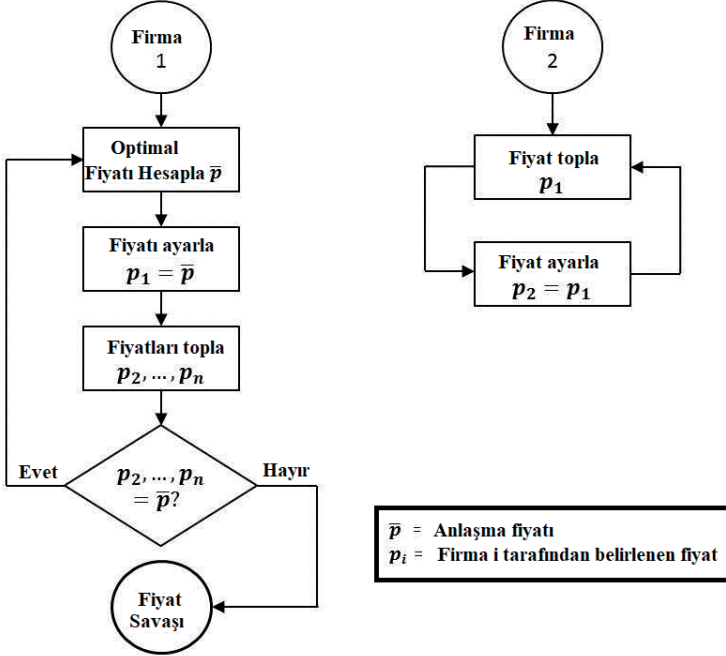 Firma
1
Optimal
Fiyatı Hesapla p̅
Fiyatı ayarla
p₁ = p̅
Fiyatları topla
p₂, ..., pₙ
Evet
p₂, ..., pₙ
= p̅?
Hayır
Fiyat
Savaşı
Firma
2
Fiyat topla
p₁
Fiyat ayarla
p₂ = p₁
p̅ = Anlaşma fiyatı
pᵢ = Firma i tarafından belirlenen fiyat